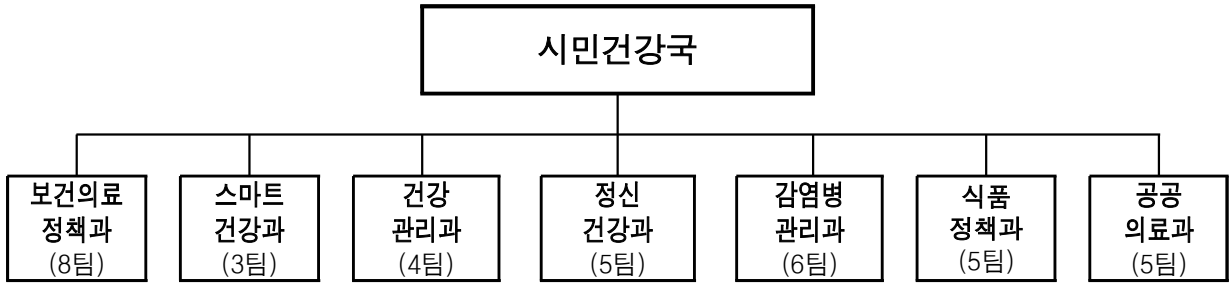 시민건강국
보건의료
정책과
(8팀)
스마트
건강과
(3팀)
건강
관리과
(4팀)
정신
건강과
(5팀)
감염병
관리과
(6팀)
식품
정책과
(5팀)
공공
의료과
(5팀)